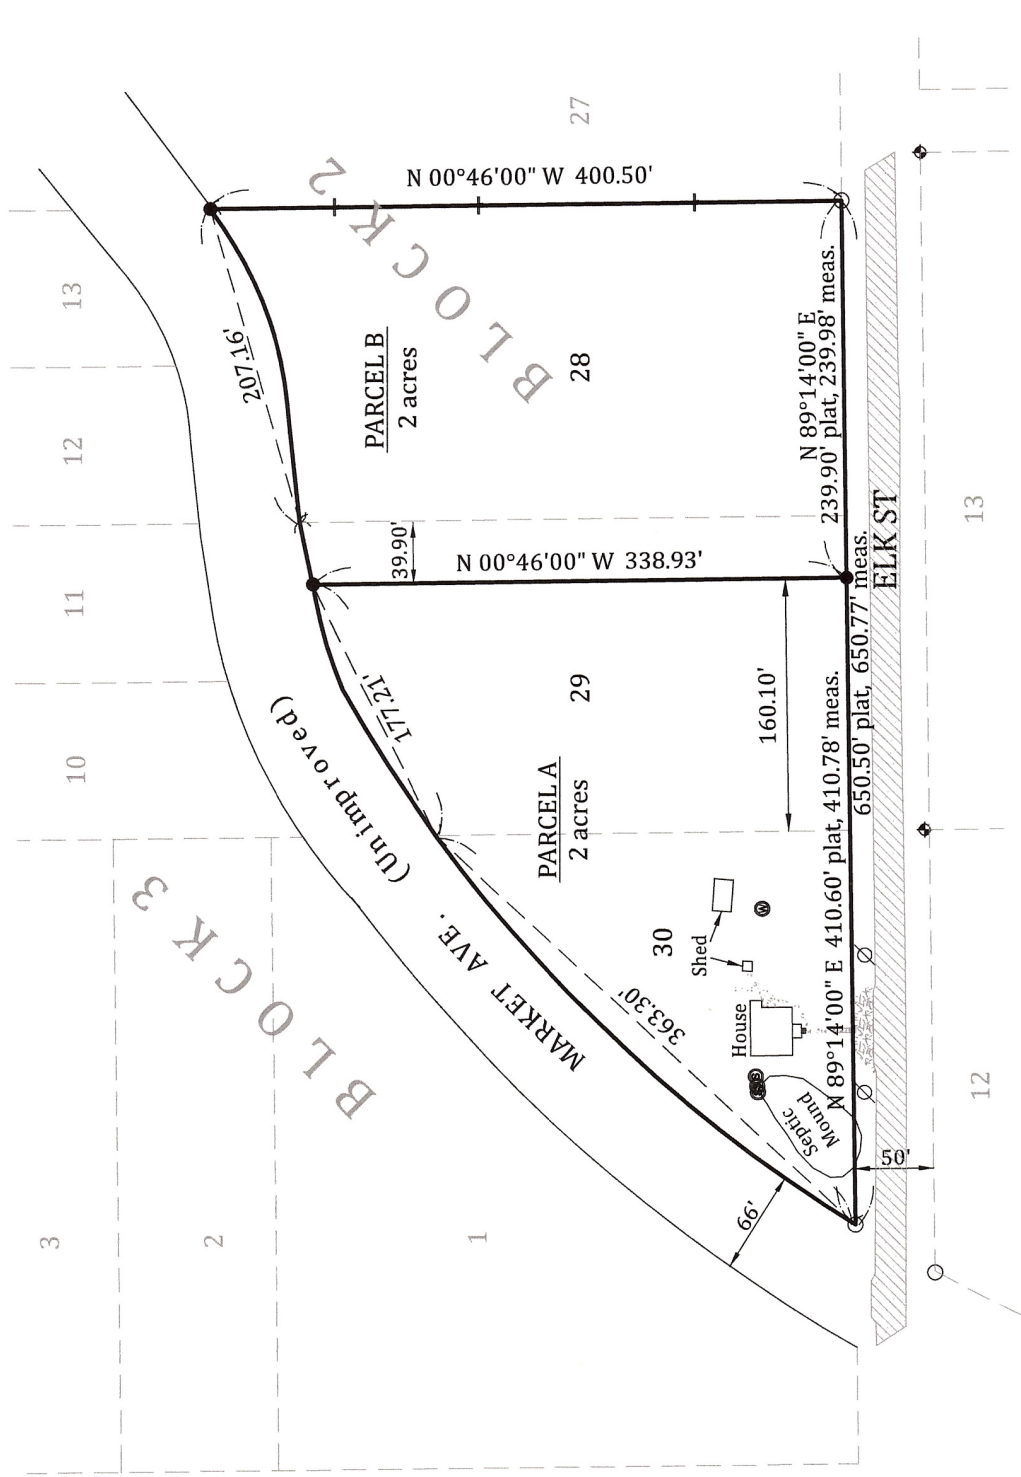 BLOCK 3
3
2
1
10
11
12
13
MARKET AVE.
(Unimproved)
66'
BLOCK 2
207.16'
177.21'
363.30'
PARCEL A
2 acres
PARCEL B
2 acres
30
29
28
27
39.90'
N 00°46'00" W 338.93'
N 00°46'00" W 400.50'
160.10'
Shed
House
W
Septic
Mound
N 89°14'00" E 410.60' plat, 410.78' meas.
650.50' plat, 650.77' meas.
N 89°14'00" E
239.90' plat, 239.98' meas.
ELK ST
50'
12
13